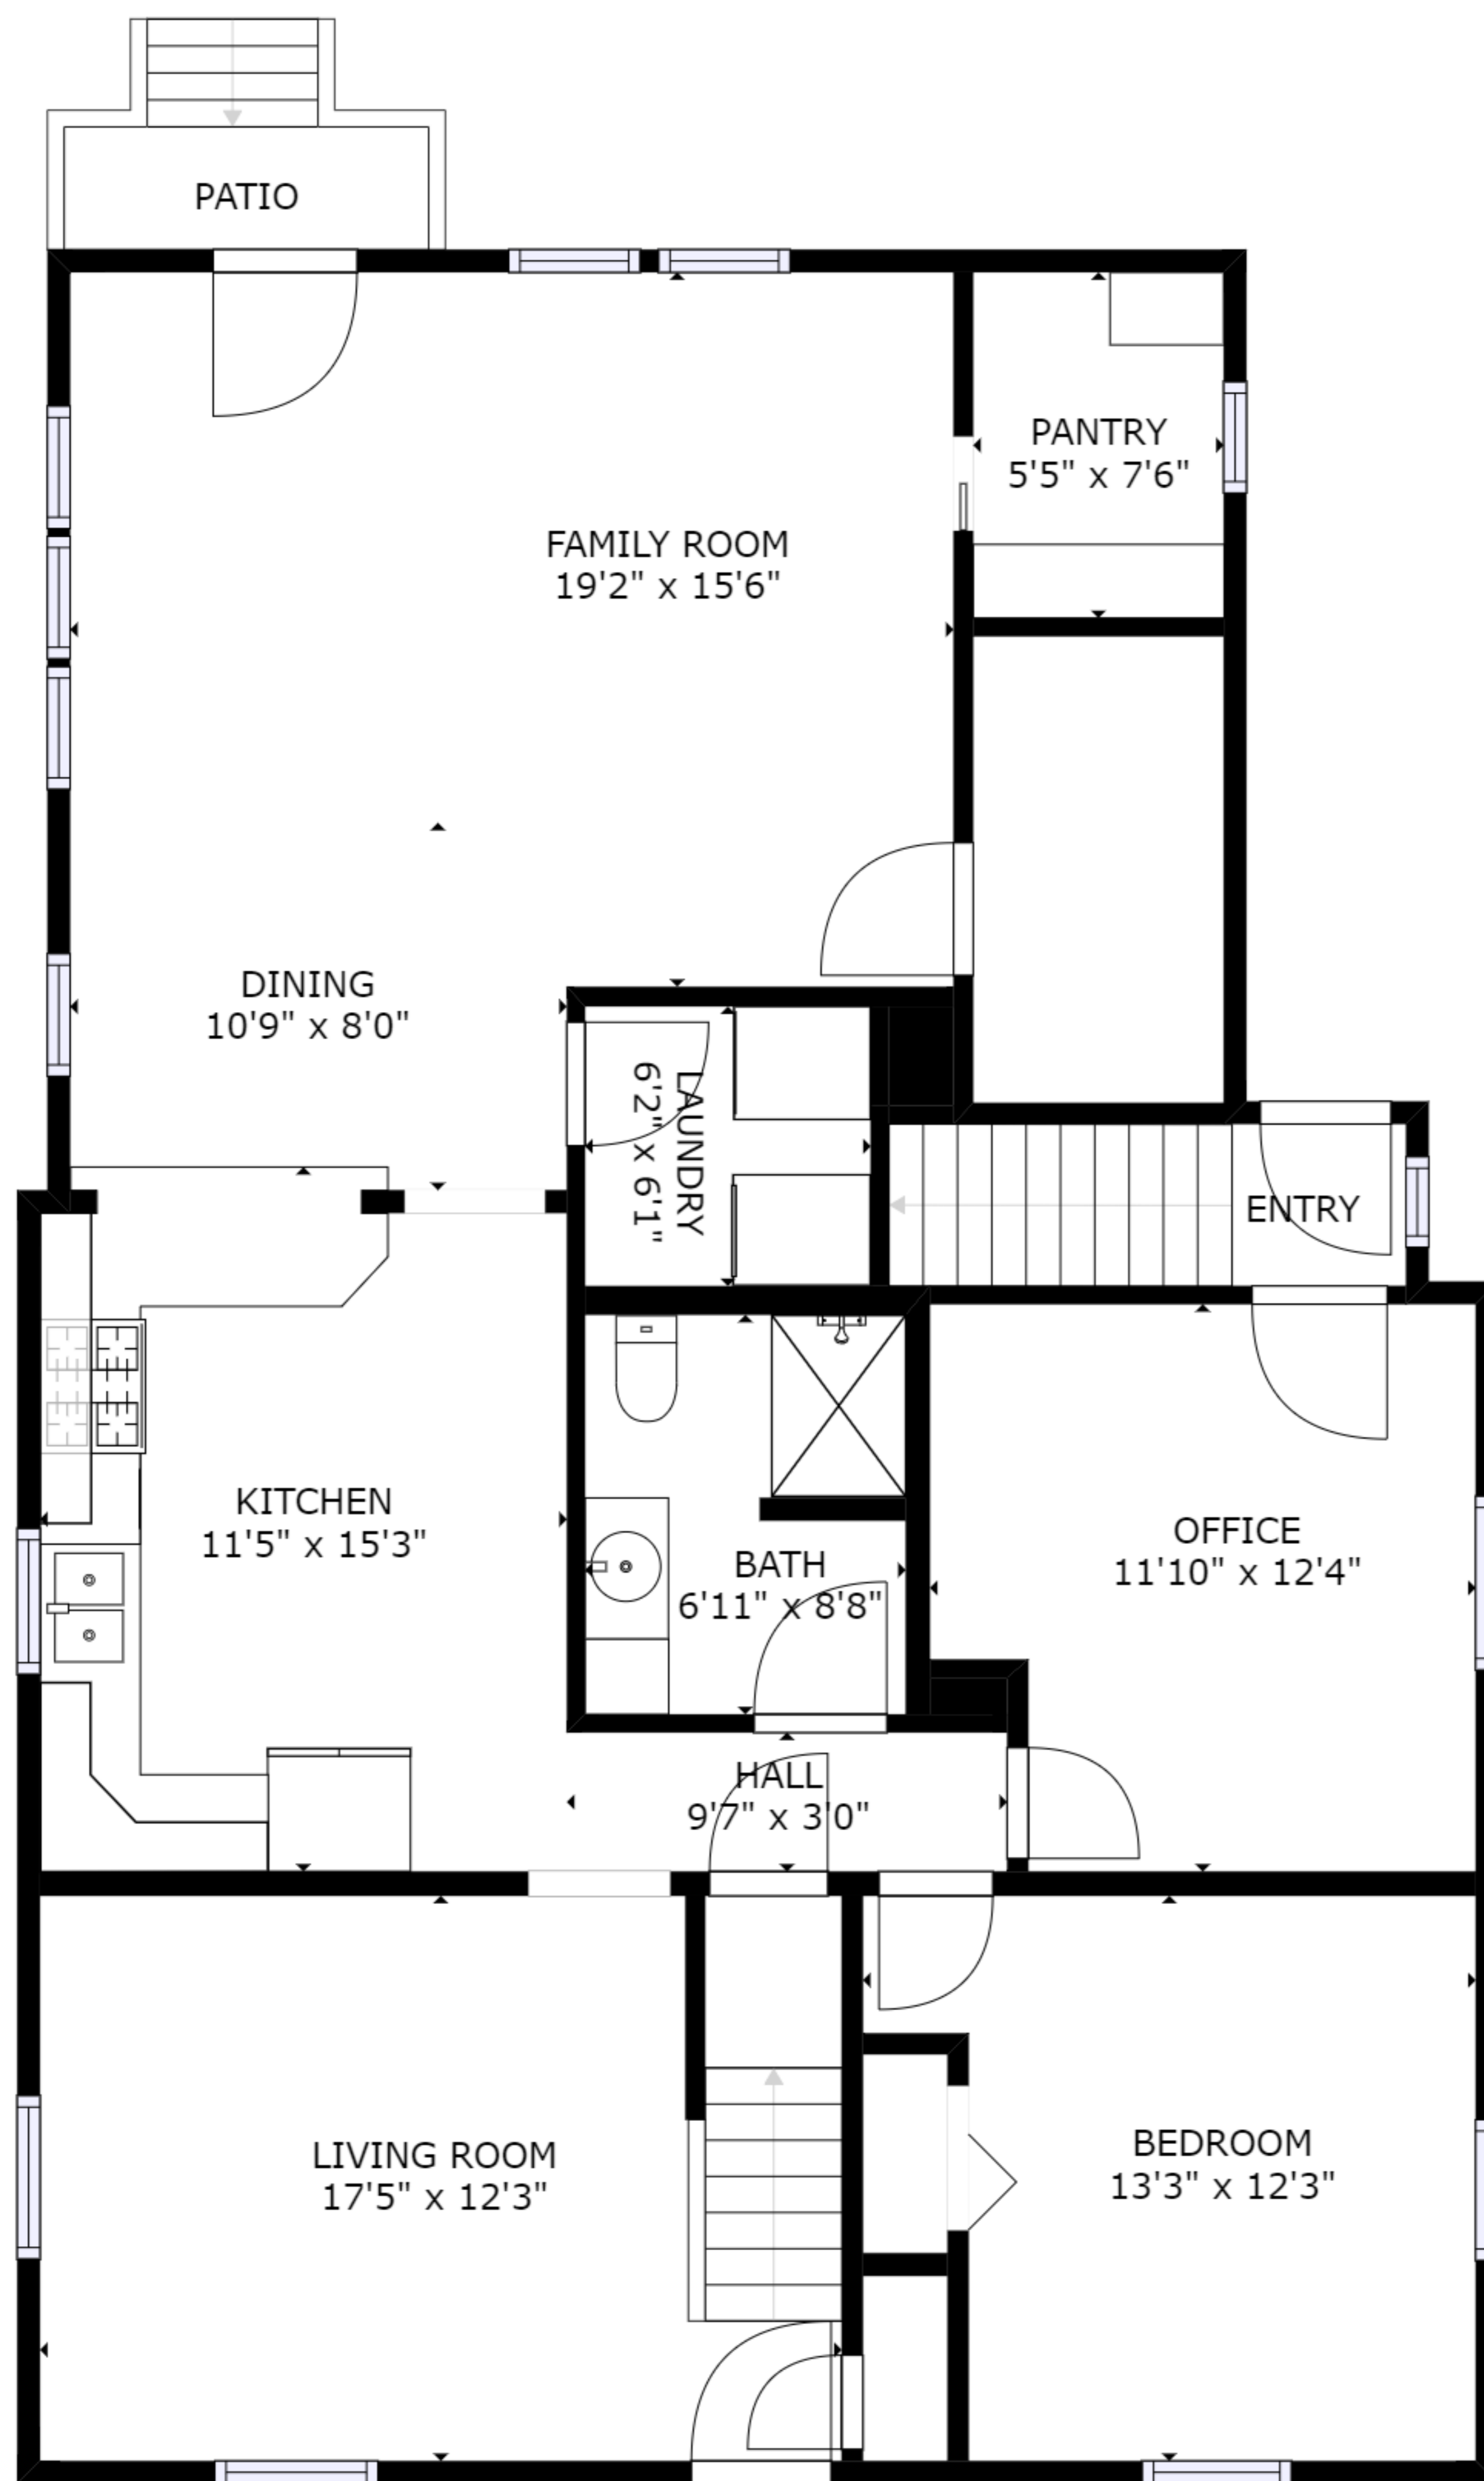 PATIO
PANTRY
5'5" x 7'6"
FAMILY ROOM
19'2" x 15'6"
DINING
10'9" x 8'0"
LAUNDRY
6'2" x 6'1"
ENTRY
KITCHEN
11'5" x 15'3"
BATH
6'11" x 8'8"
OFFICE
11'10" x 12'4"
HALL
9'7" x 3'0"
LIVING ROOM
17'5" x 12'3"
BEDROOM
13'3" x 12'3"